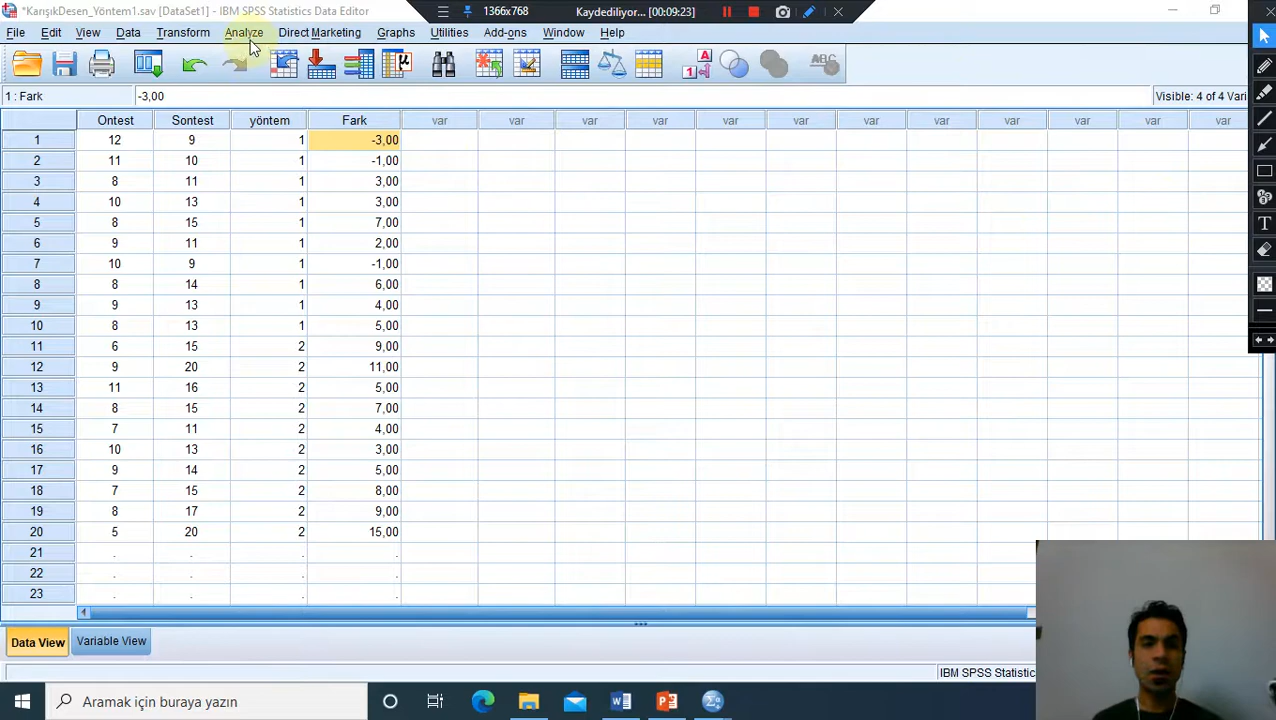 *KarışıkDesen_Yöntem1.sav [DataSet1] - IBM SPSS Statistics Data Editor
1366x768 Kaydediliyor... [00:09:23]
File Edit View Data Transform Analyze Direct Marketing Graphs Utilities Add-ons Window Help
1 : Fark -3,00 Visible: 4 of 4 Vari
Ontest Sontest yöntem Fark var var var var var var var var var var var var
1 12 9 1 -3,00
2 11 10 1 -1,00
3 8 11 1 3,00
4 10 13 1 3,00
5 8 15 1 7,00
6 9 11 1 2,00
7 10 9 1 -1,00
8 8 14 1 6,00
9 9 13 1 4,00
10 8 13 1 5,00
11 6 15 2 9,00
12 9 20 2 11,00
13 11 16 2 5,00
14 8 15 2 7,00
15 7 11 2 4,00
16 10 13 2 3,00
17 9 14 2 5,00
18 7 15 2 8,00
19 8 17 2 9,00
20 5 20 2 15,00
21 . . . .
22 . . . .
23 . . . .
Data View Variable View
IBM SPSS Statistic
Aramak için buraya yazın